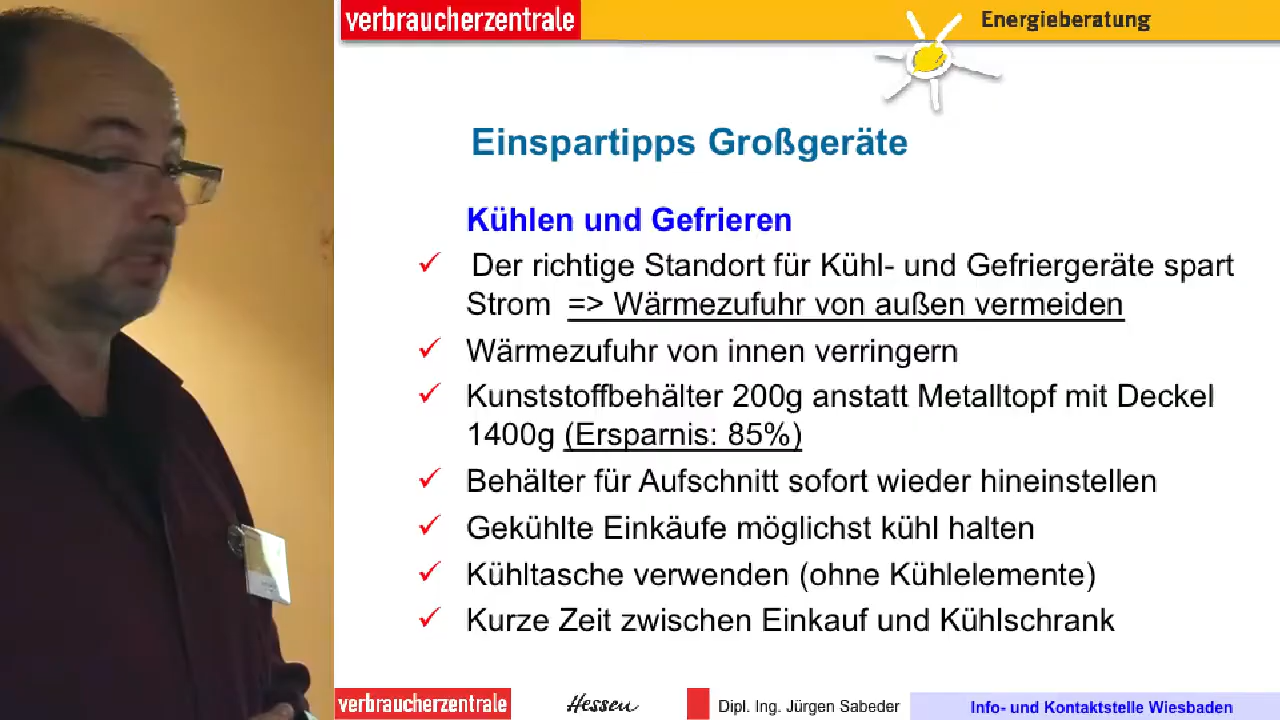 verbraucherzentrale
Energieberatung
Einspartipps Großgeräte
Kühlen und Gefrieren
Der richtige Standort für Kühl- und Gefriergeräte spart
Strom => Wärmezufuhr von außen vermeiden
Wärmezufuhr von innen verringern
Kunststoffbehälter 200g anstatt Metalltopf mit Deckel
1400g (Ersparnis: 85%)
Behälter für Aufschnitt sofort wieder hineinstellen
Gekühlte Einkäufe möglichst kühl halten
Kühltasche verwenden (ohne Kühlelemente)
Kurze Zeit zwischen Einkauf und Kühlschrank
verbraucherzentrale
Hessen
Dipl. Ing. Jürgen Sabeder
Info- und Kontaktstelle Wiesbaden